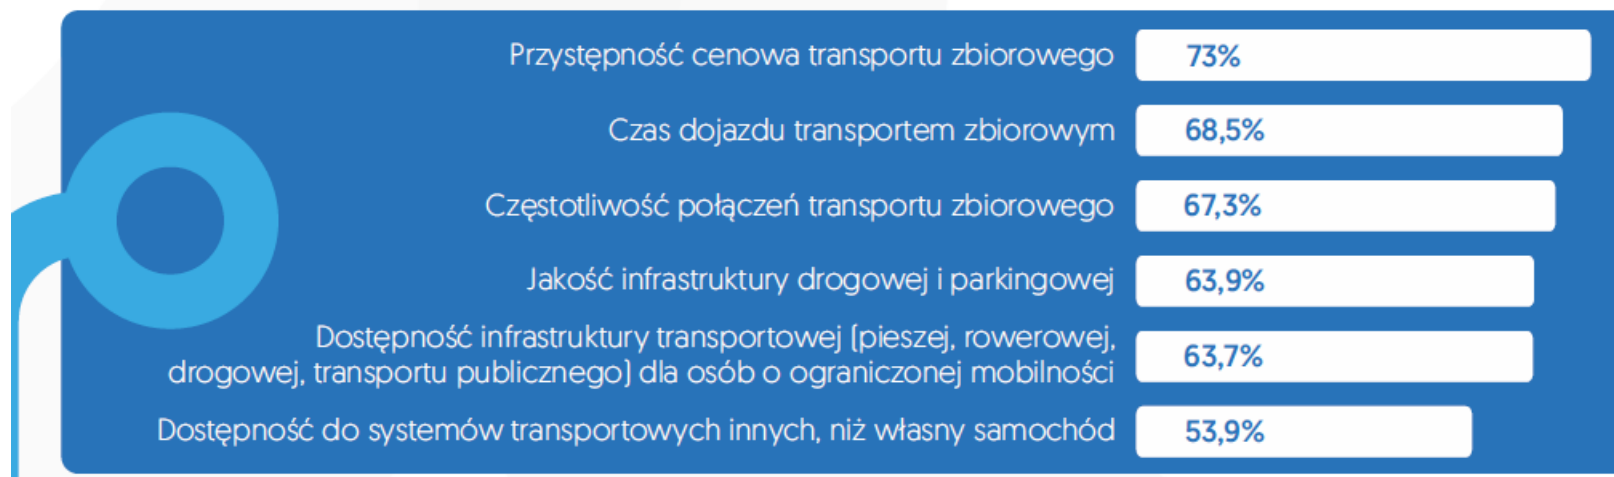 Przystępność cenowa transportu zbiorowego 73%
Czas dojazdu transportem zbiorowym 68,5%
Częstotliwość połączeń transportu zbiorowego 67,3%
Jakość infrastruktury drogowej i parkingowej 63,9%
Dostępność infrastruktury transportowej (pieszej, rowerowej,
drogowej, transportu publicznego) dla osób o ograniczonej mobilności 63,7%
Dostępność do systemów transportowych innych, niż własny samochód 53,9%